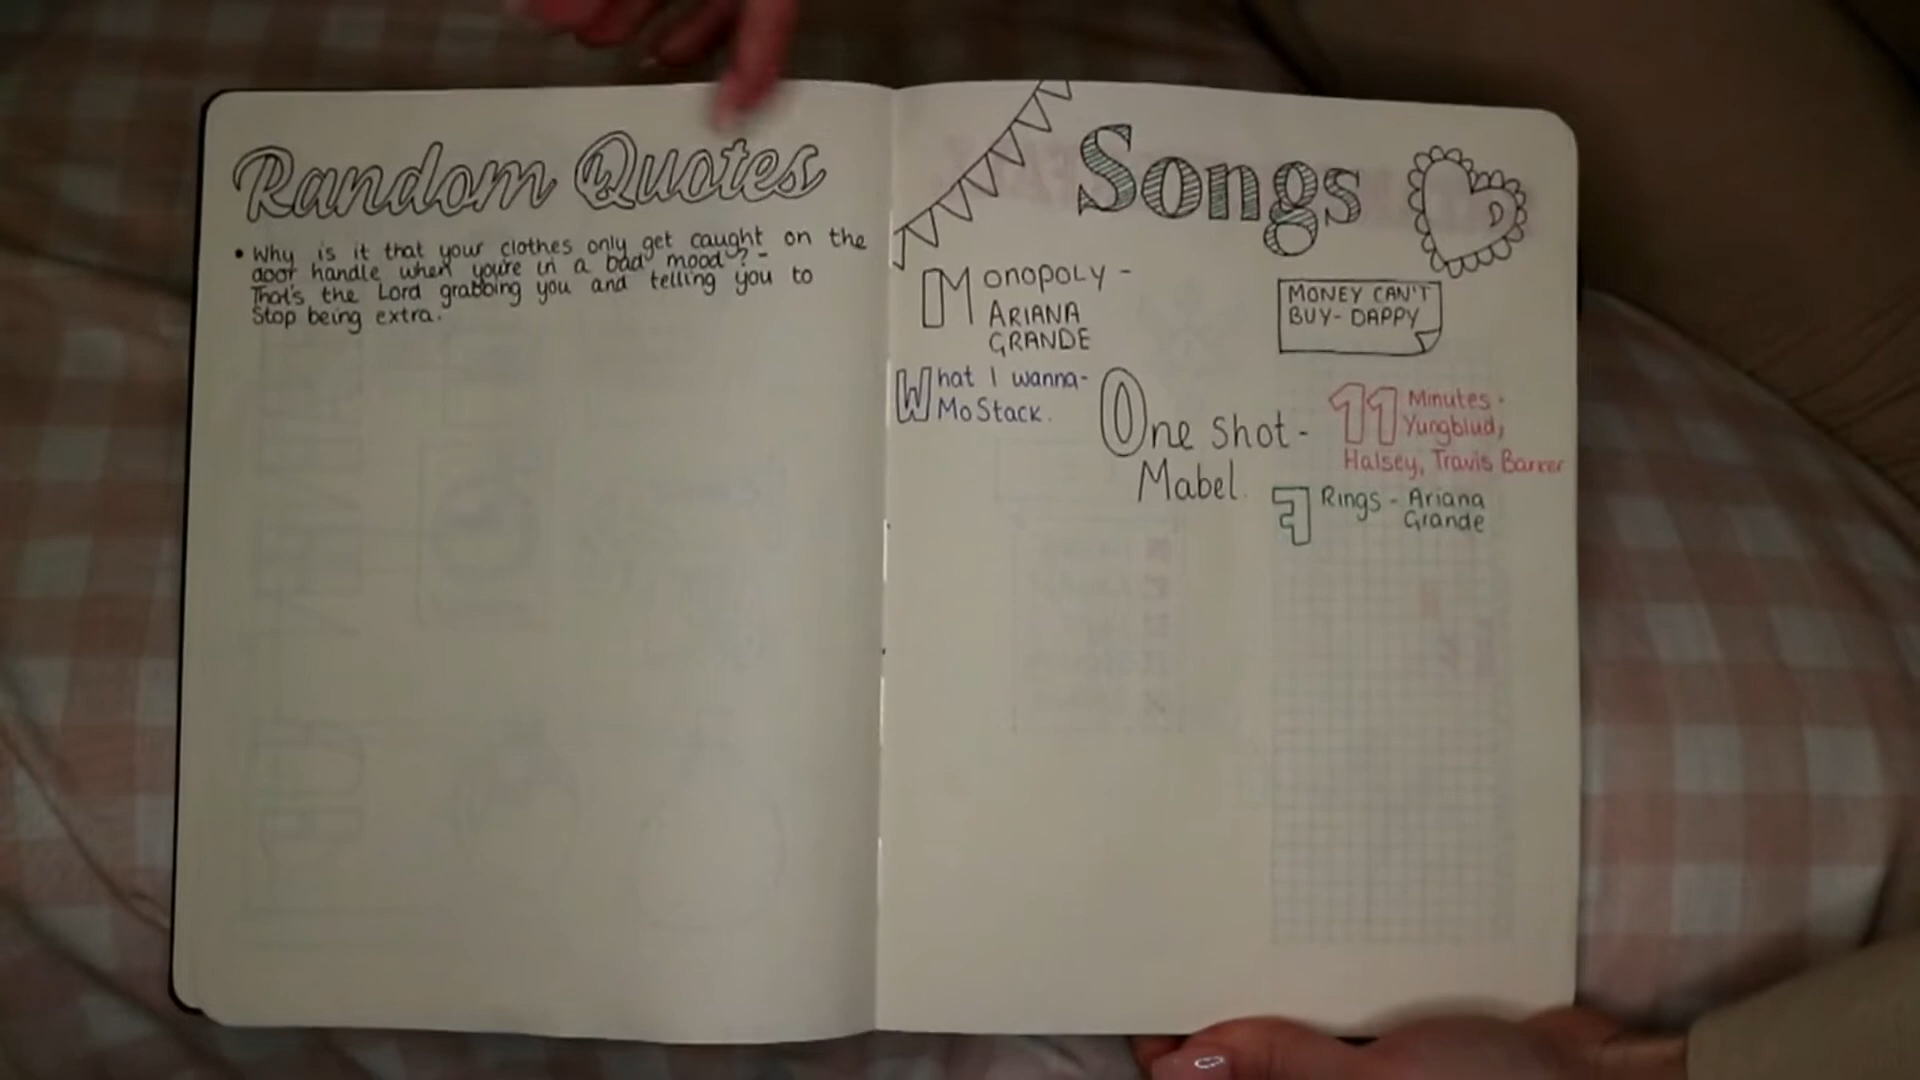 Random Quotes
• Why is it that your clothes only get caught on the
door handle when you're in a bad mood? -
That's the Lord grabbing you and telling you to
Stop being extra.
Songs
MONOPOLY -
ARIANA
GRANDE
MONEY CAN'T
BUY- DAPPY
What I wanna-
MoStack.
One shot -
Mabel.
11 Minutes -
Yungblud,
Halsey, Travis Barker
7 Rings - Ariana
Grande